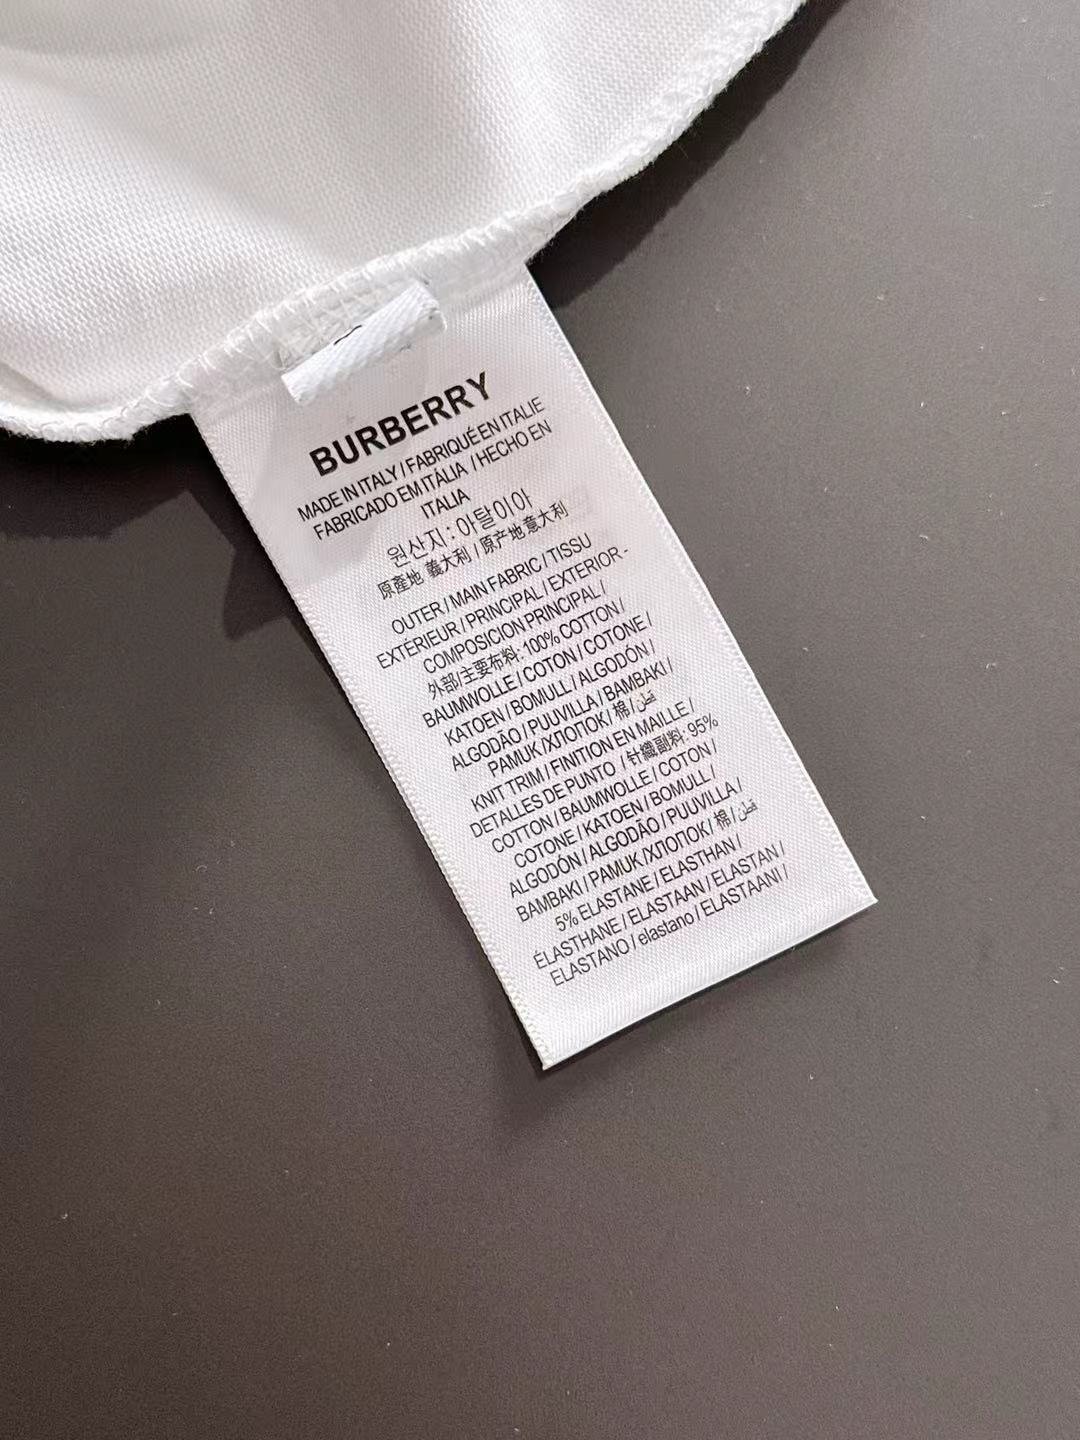 BURBERRY
MADE IN ITALY / FABRIQUÉ EN ITALIE
FABRICADO EM ITÁLIA / HECHO EN
ITALIA
원산지 : 이탈리아
原產地 義大利 / 原产地 意大利
OUTER / MAIN FABRIC / TISSU
EXTÉRIEUR / PRINCIPAL / EXTERIOR -
COMPOSICION PRINCIPAL /
外部/主要布料: 100% COTTON /
BAUMWOLLE / COTON / COTONE /
KATOEN / BOMULL / ALGODÓN /
ALGODÃO / PUUVILLA / BAMBAKI /
PAMUK /ХЛОПОК/ 棉 / قطن
KNIT TRIM / FINITION EN MAILLE /
DETALLES DE PUNTO / 针織副料: 95%
COTTON / BAUMWOLLE / COTON /
COTONE / KATOEN / BOMULL /
ALGODÓN / ALGODÃO / PUUVILLA /
BAMBAKI / PAMUK /ХЛОПОК/ 棉 / قطن
5% ELASTANE / ELASTHAN /
ÉLASTHANE / ELASTAAN / ELASTAN /
ELASTANO / elastano / ELASTAANI /